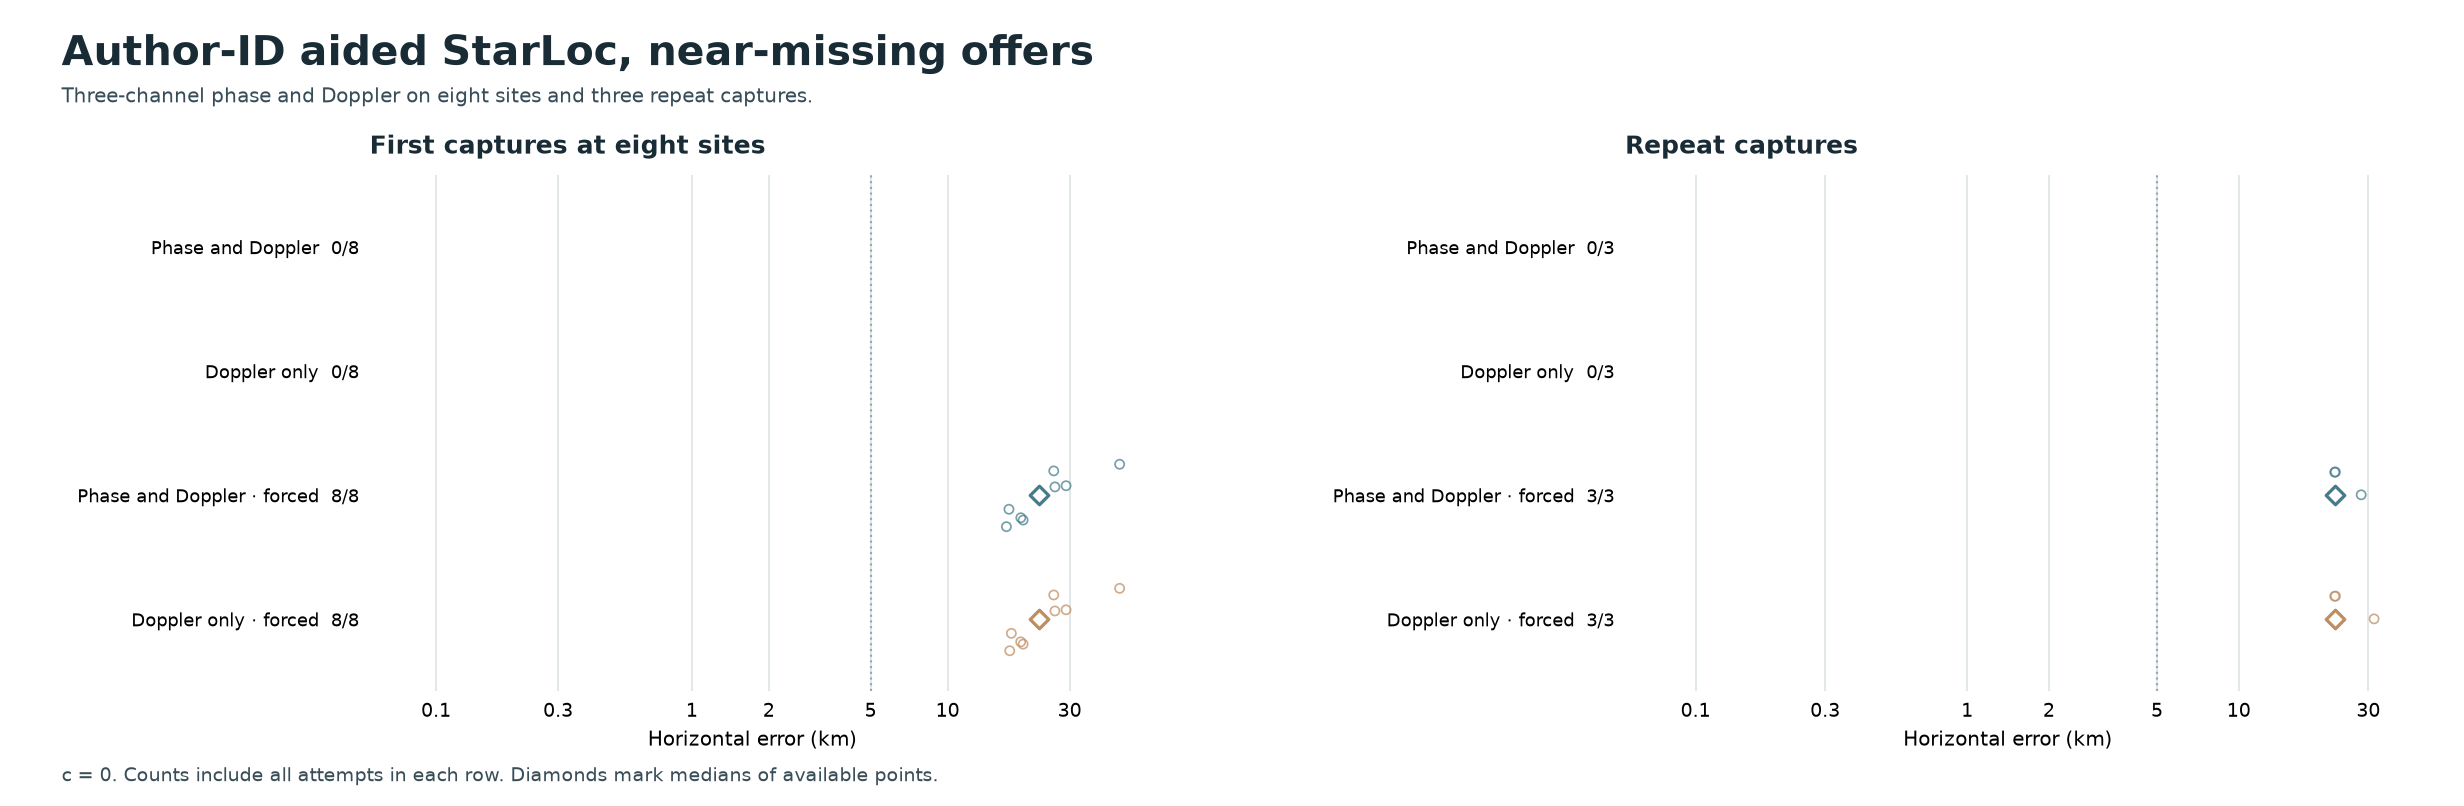 Author-ID aided StarLoc, near-missing offers
Three-channel phase and Doppler on eight sites and three repeat captures.
First captures at eight sites
Phase and Doppler 0/8
Doppler only 0/8
Phase and Doppler · forced 8/8
Doppler only · forced 8/8
0.1 0.3 1 2 5 10 30
Horizontal error (km)
Repeat captures
Phase and Doppler 0/3
Doppler only 0/3
Phase and Doppler · forced 3/3
Doppler only · forced 3/3
0.1 0.3 1 2 5 10 30
Horizontal error (km)
c = 0. Counts include all attempts in each row. Diamonds mark medians of available points.